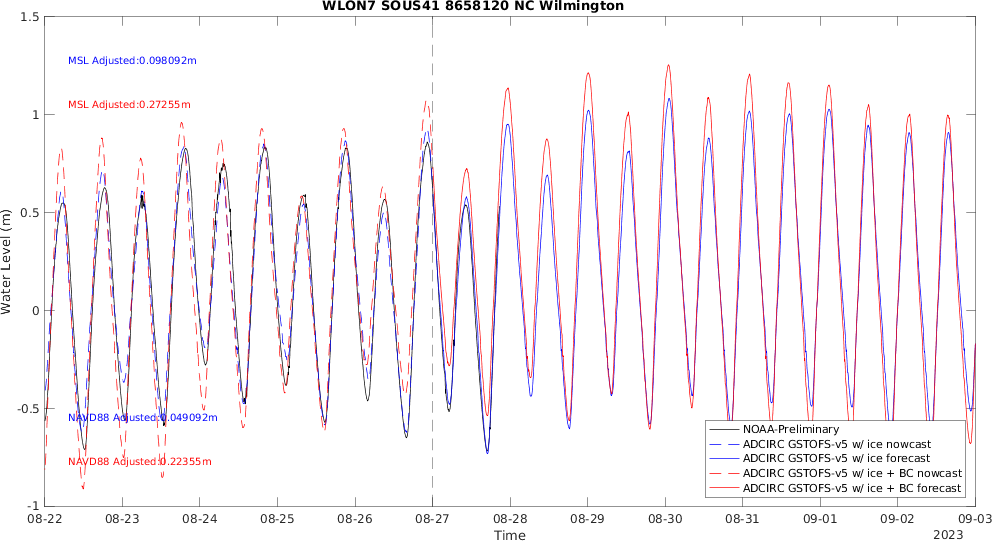 WLON7 SOUS41 8658120 NC Wilmington
1.5
MSL Adjusted:0.098092m
MSL Adjusted:0.27255m
1
0.5
Water Level (m)
0
-0.5
NAVD88 Adjusted:0.049092m
NAVD88 Adjusted:0.22355m
-1
NOAA-Preliminary
ADCIRC GSTOFS-v5 w/ ice nowcast
ADCIRC GSTOFS-v5 w/ ice forecast
ADCIRC GSTOFS-v5 w/ ice + BC nowcast
ADCIRC GSTOFS-v5 w/ ice + BC forecast
08-22 08-23 08-24 08-25 08-26 08-27 08-28 08-29 08-30 08-31 09-01 09-02 09-03
Time
2023